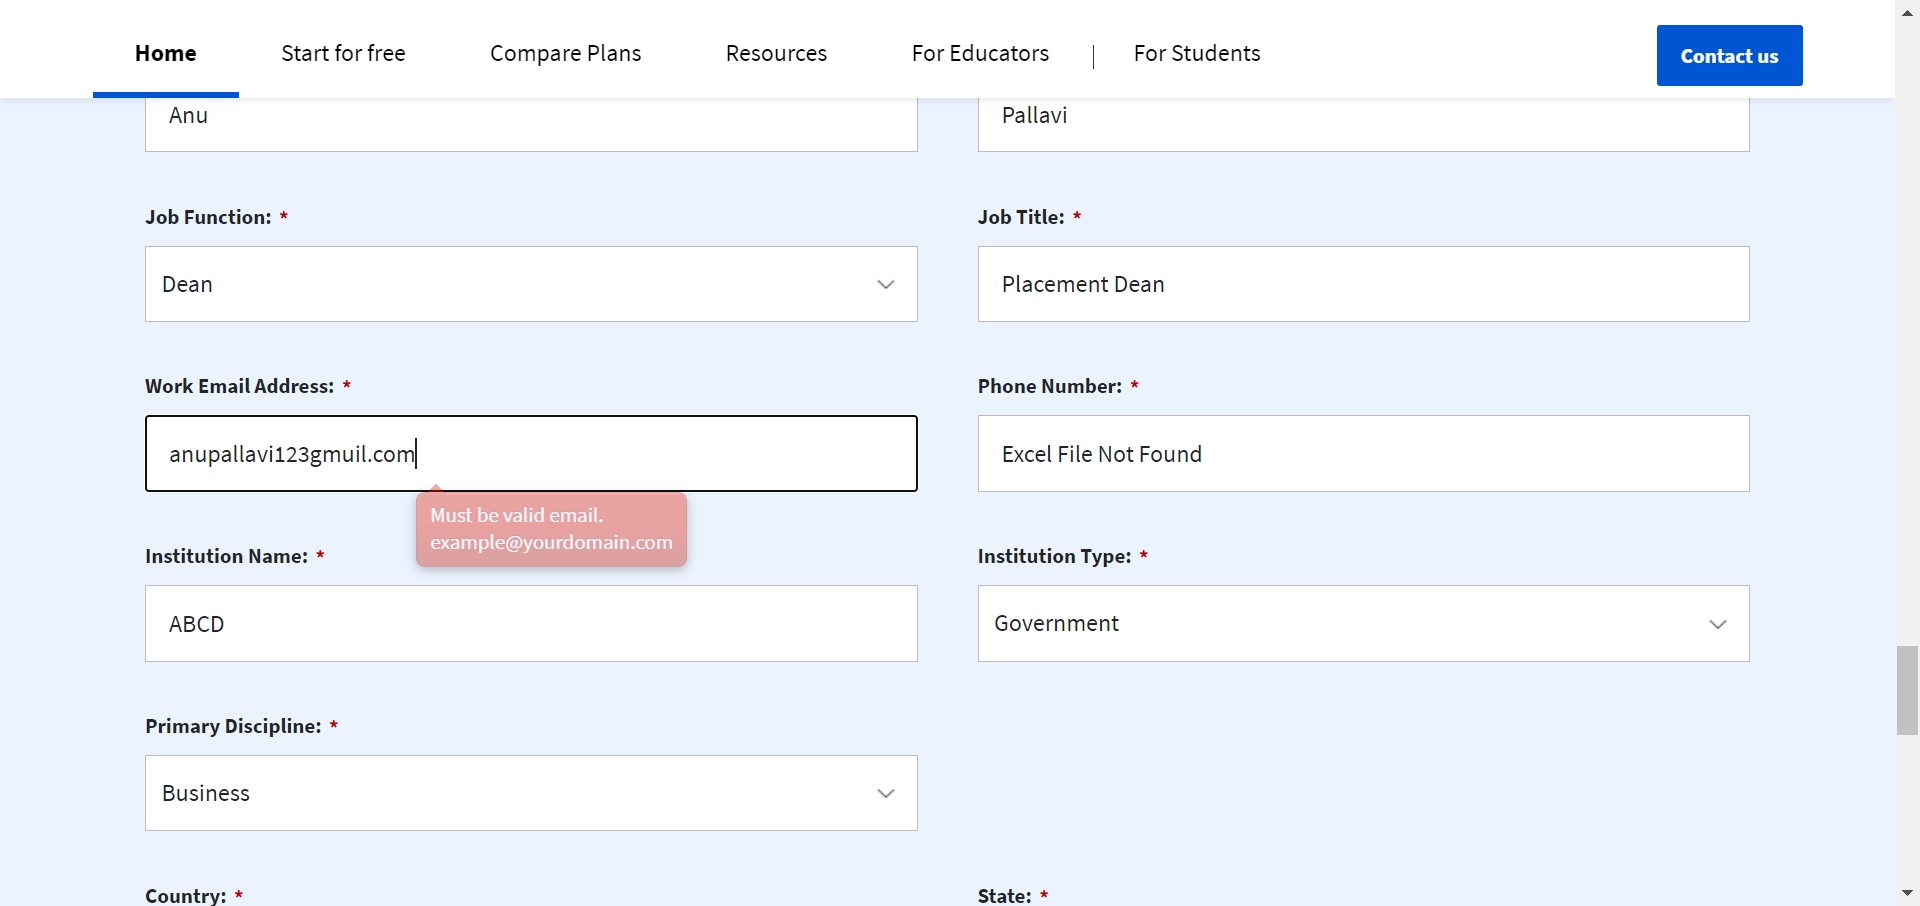 Home Start for free Compare Plans Resources For Educators | For Students Contact us
Anu Pallavi
Job Function: * Job Title: *
Dean Placement Dean
Work Email Address: * Phone Number: *
anupallavi123gmuil.com Excel File Not Found
Must be valid email.
example@yourdomain.com
Institution Name: * Institution Type: *
ABCD Government
Primary Discipline: *
Business
Country: * State: *